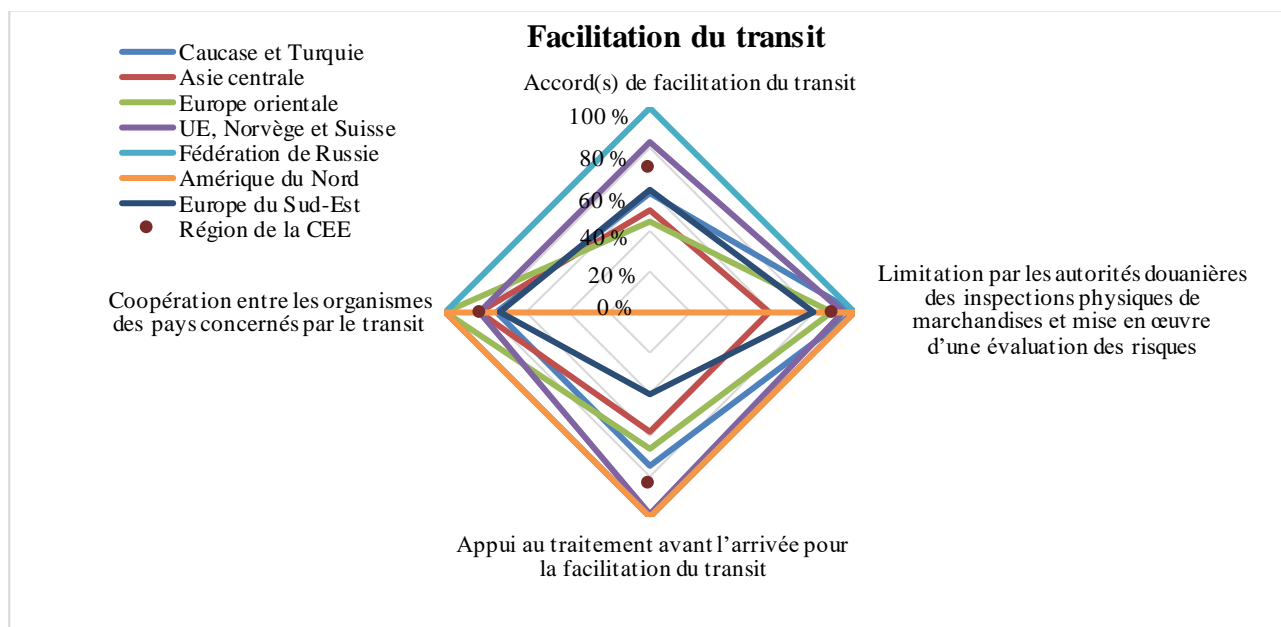 Facilitation du transit
Caucase et Turquie
Asie centrale
Europe orientale
UE, Norvège et Suisse
Fédération de Russie
Amérique du Nord
Europe du Sud-Est
Région de la CEE
Accord(s) de facilitation du transit
100 %
80 %
60 %
40 %
20 %
0 %
Limitation par les autorités douanières
des inspections physiques de
marchandises et mise en œuvre
d’une évaluation des risques
Coopération entre les organismes
des pays concernés par le transit
Appui au traitement avant l’arrivée pour
la facilitation du transit